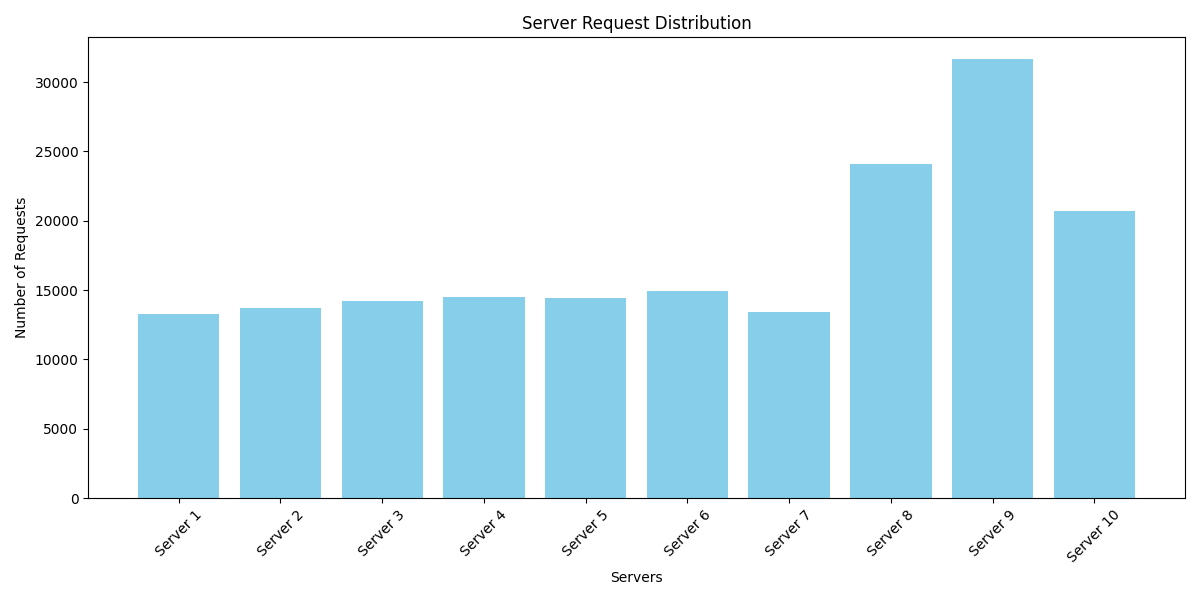 Server Request Distribution
Number of Requests
30000
25000
20000
15000
10000
5000
0
Server 1
Server 2
Server 3
Server 4
Server 5
Server 6
Server 7
Server 8
Server 9
Server 10
Servers